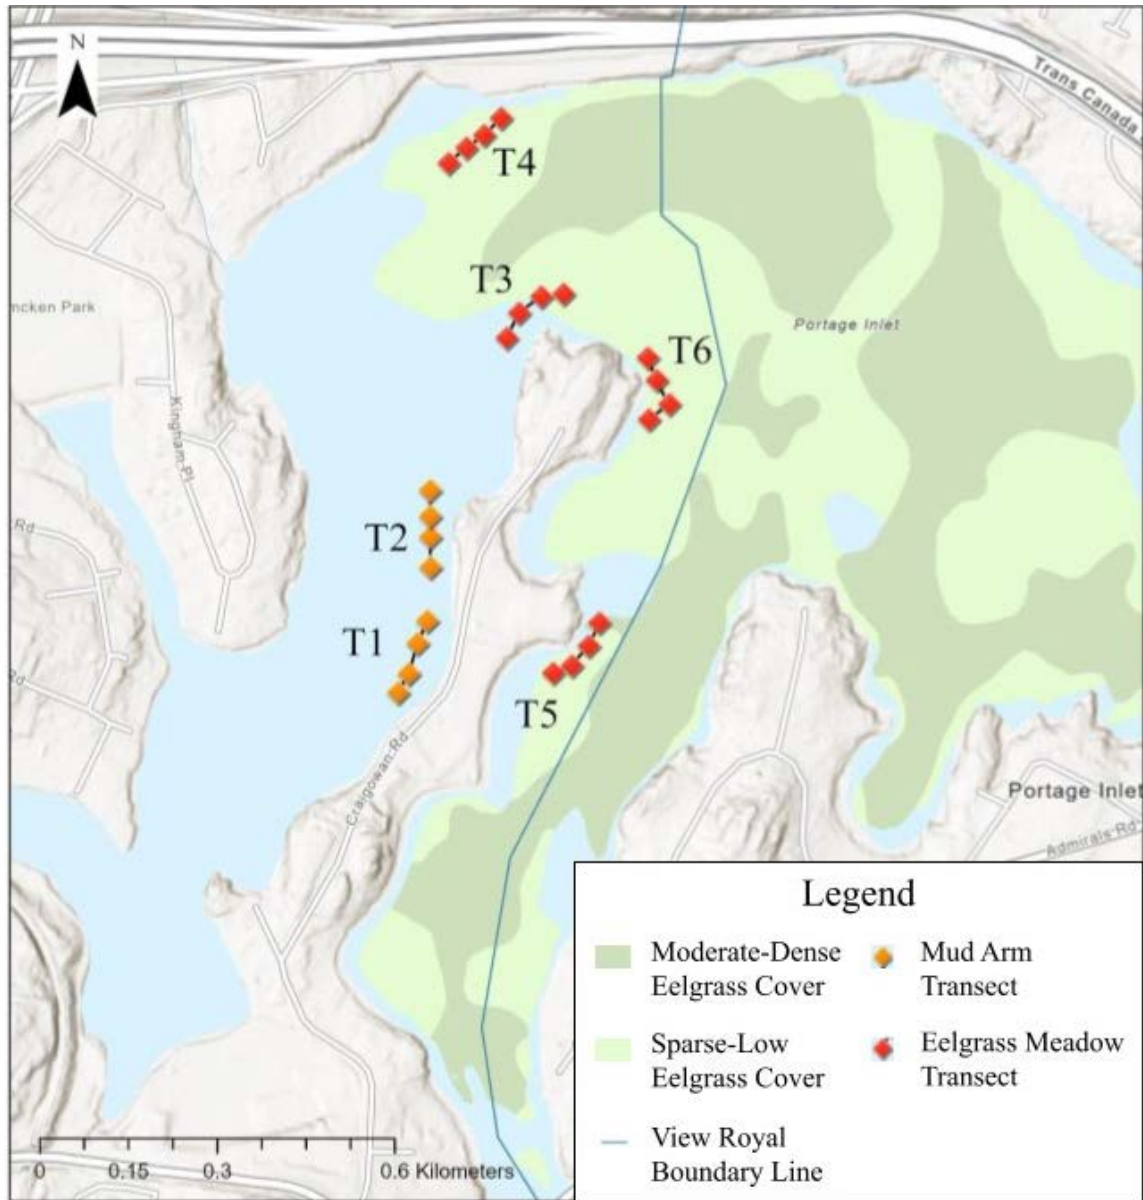 N
Trans Canada
T4
T3
ncken Park
Portage Inlet
T6
Kingham Pl
Rd
T2
T1
Rd
T5
Craigowan Rd
Portage Inlet
Admirals Rd
Legend
Moderate-Dense
Eelgrass Cover
Mud Arm
Transect
Sparse-Low
Eelgrass Cover
Eelgrass Meadow
Transect
View Royal
Boundary Line
0 0.15 0.3 0.6 Kilometers